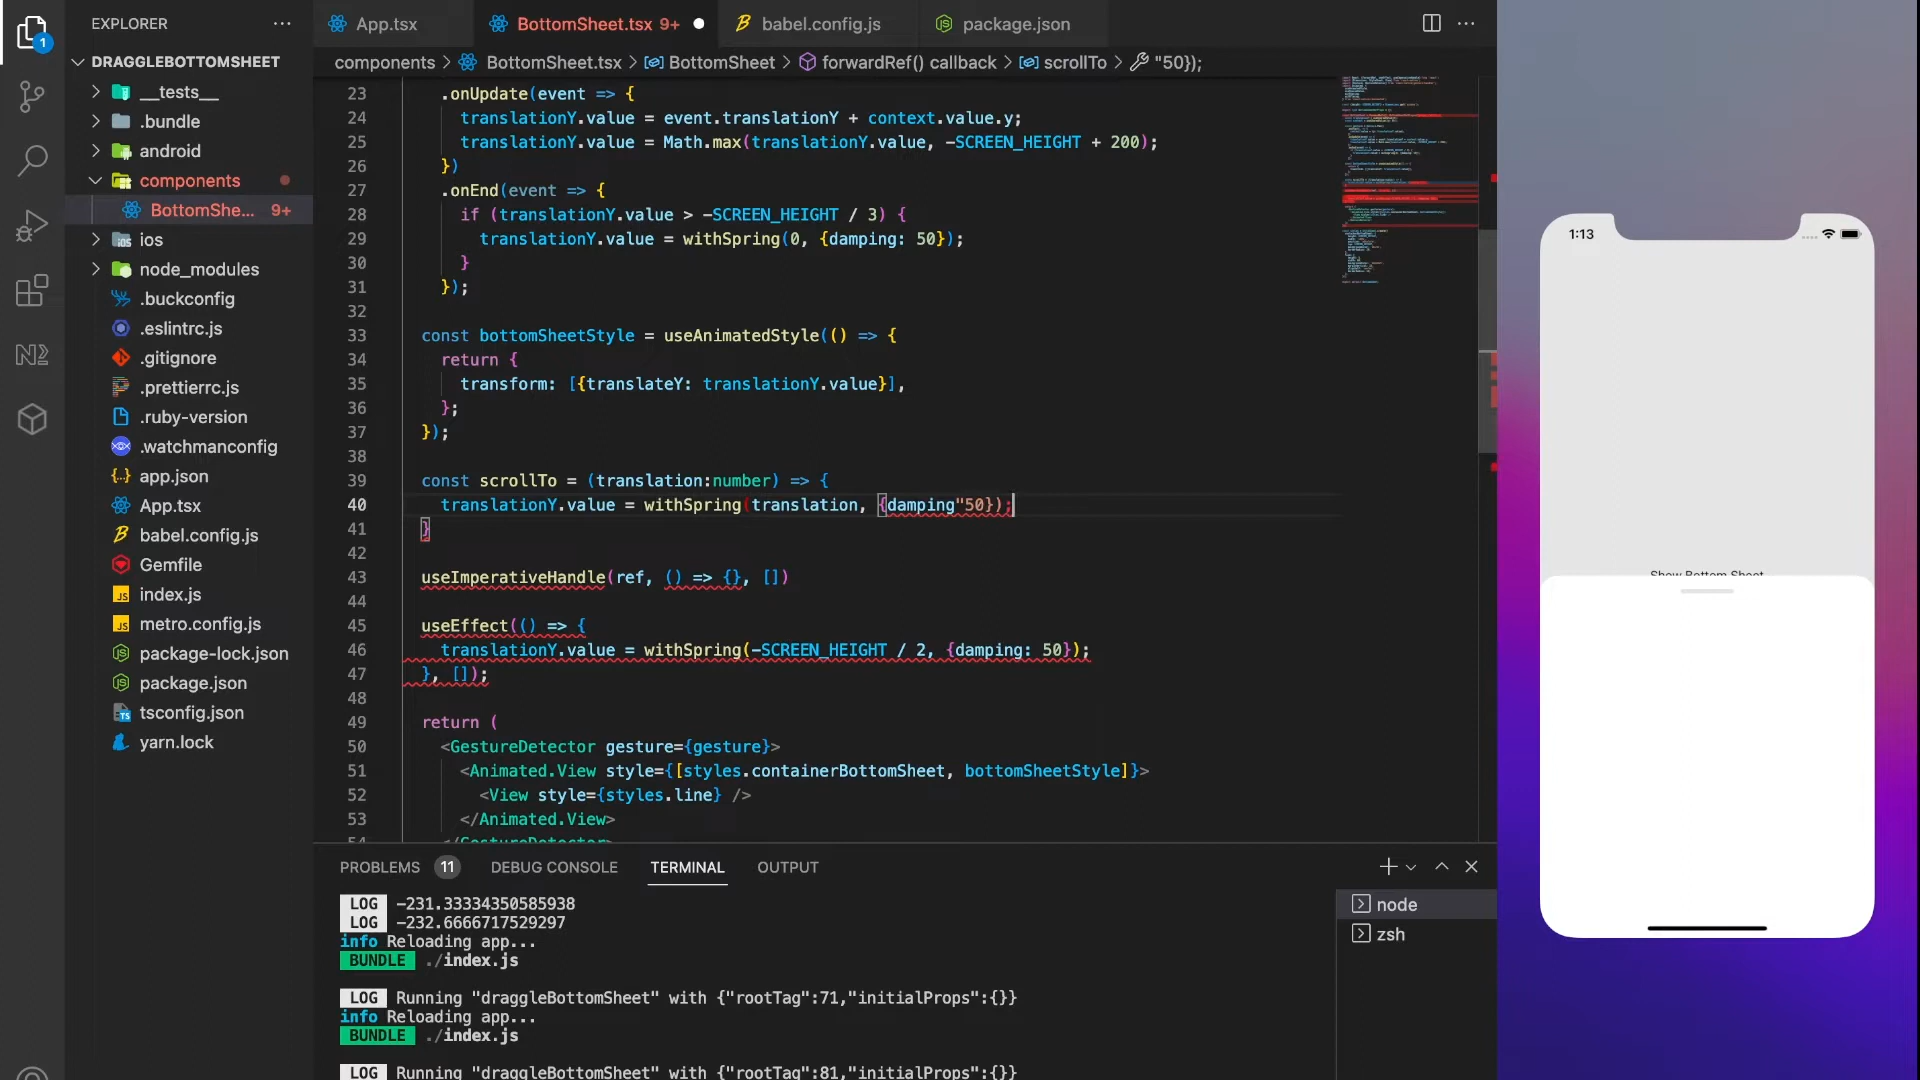 EXPLORER
1
DRAGGLEBOTTOMSHEET
__tests__
.bundle
android
components
BottomShe... 9+
ios
node_modules
.buckconfig
.eslintrc.js
.gitignore
.prettierrc.js
.ruby-version
.watchmanconfig
app.json
App.tsx
babel.config.js
Gemfile
index.js
metro.config.js
package-lock.json
package.json
tsconfig.json
yarn.lock
App.tsx
BottomSheet.tsx 9+
babel.config.js
package.json
components > BottomSheet.tsx > BottomSheet > forwardRef() callback > scrollTo > "50});
23 .onUpdate(event => {
24 translationY.value = event.translationY + context.value.y;
25 translationY.value = Math.max(translationY.value, -SCREEN_HEIGHT + 200);
26 })
27 .onEnd(event => {
28 if (translationY.value > -SCREEN_HEIGHT / 3) {
29 translationY.value = withSpring(0, {damping: 50});
30 }
31 });
32
33 const bottomSheetStyle = useAnimatedStyle(() => {
34 return {
35 transform: [{translateY: translationY.value}],
36 };
37 });
38
39 const scrollTo = (translation:number) => {
40 translationY.value = withSpring(translation, {damping"50});
41 }
42
43 useImperativeHandle(ref, () => {}, [])
44
45 useEffect(() => {
46 translationY.value = withSpring(-SCREEN_HEIGHT / 2, {damping: 50});
47 }, []);
48
49 return (
50 <GestureDetector gesture={gesture}>
51 <Animated.View style={[styles.containerBottomSheet, bottomSheetStyle]}>
52 <View style={styles.line} />
53 </Animated.View>
54 </GestureDetector>
PROBLEMS 11 DEBUG CONSOLE TERMINAL OUTPUT
LOG -231.33334350585938
LOG -232.6666717529297
info Reloading app...
BUNDLE ./index.js
LOG Running "draggleBottomSheet" with {"rootTag":71,"initialProps":{}}
info Reloading app...
BUNDLE ./index.js
LOG Running "draggleBottomSheet" with {"rootTag":81,"initialProps":{}}
node
zsh
1:13
Show Bottom Sheet